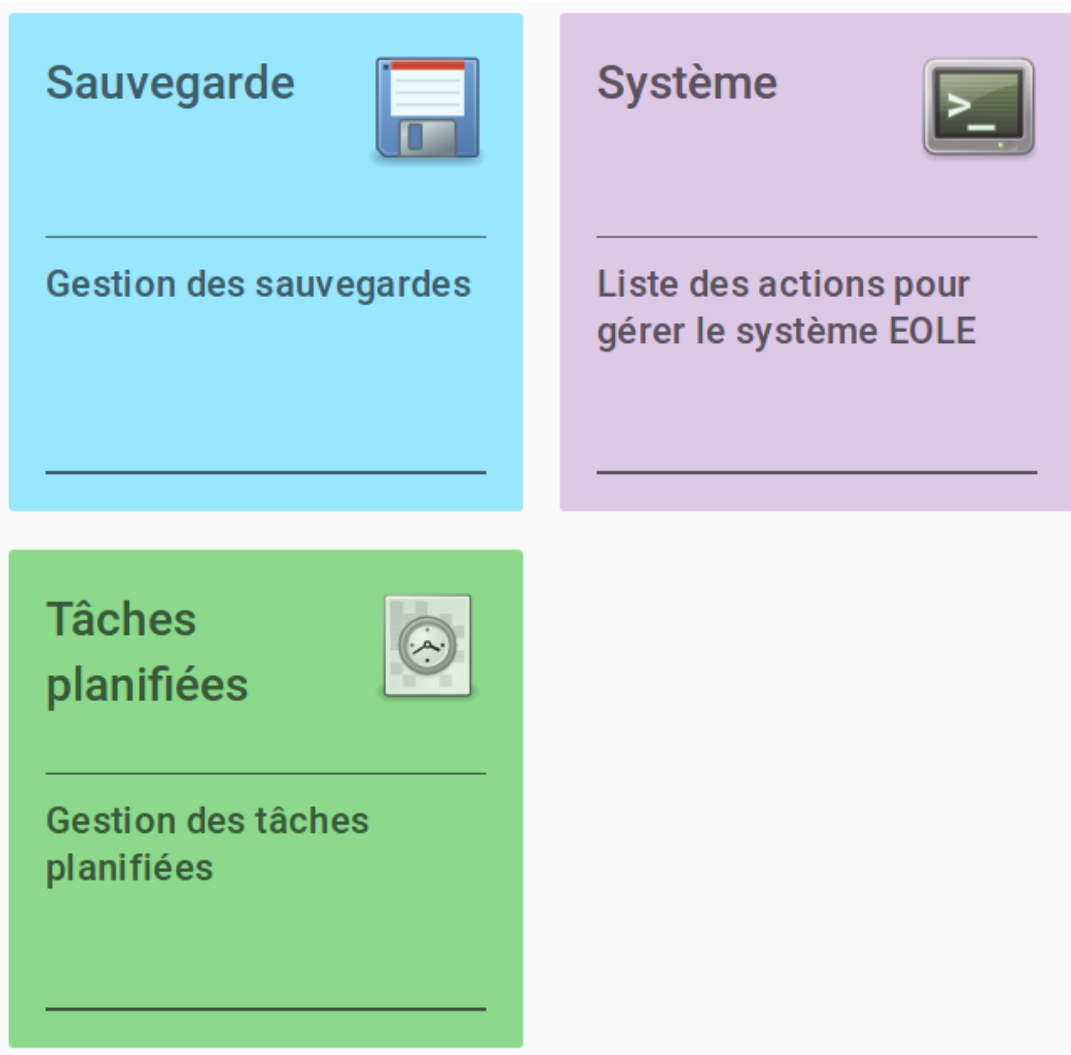 Sauvegarde
Gestion des sauvegardes
Système
>_
Liste des actions pour
gérer le système EOLE
Tâches
planifiées
Gestion des tâches
planifiées